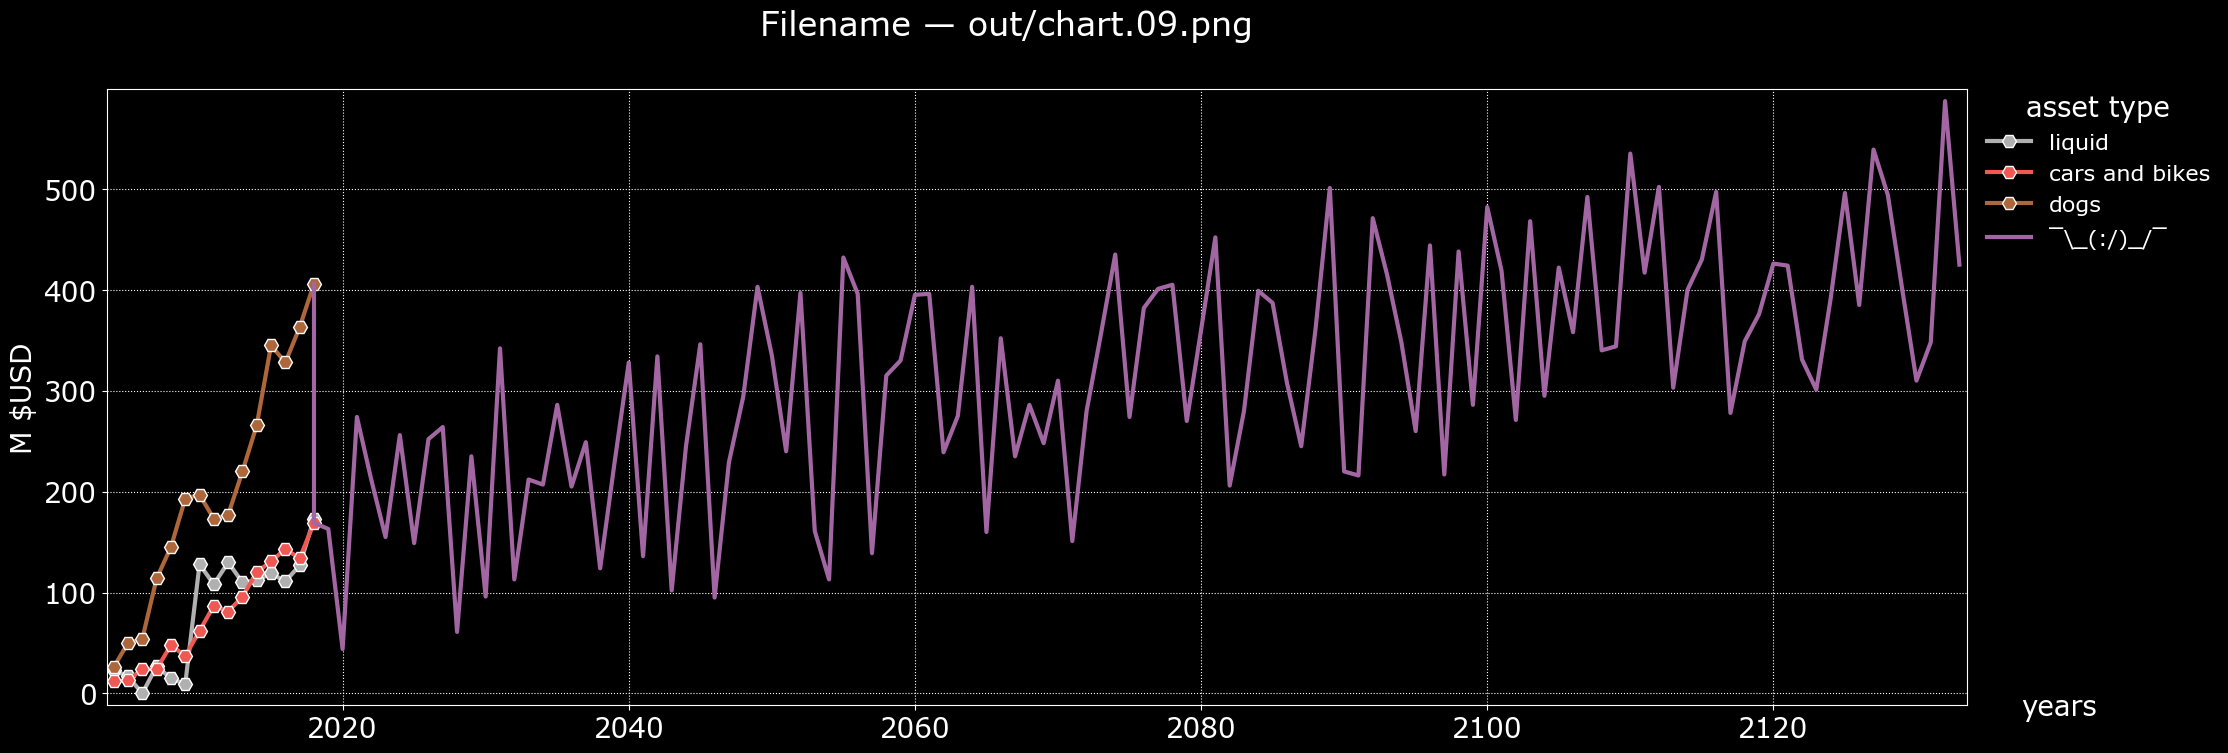 Filename — out/chart.09.png
asset type
liquid
cars and bikes
dogs
¯\_(:/)_/¯
M $USD
500
400
300
200
100
0
2020 2040 2060 2080 2100 2120
years